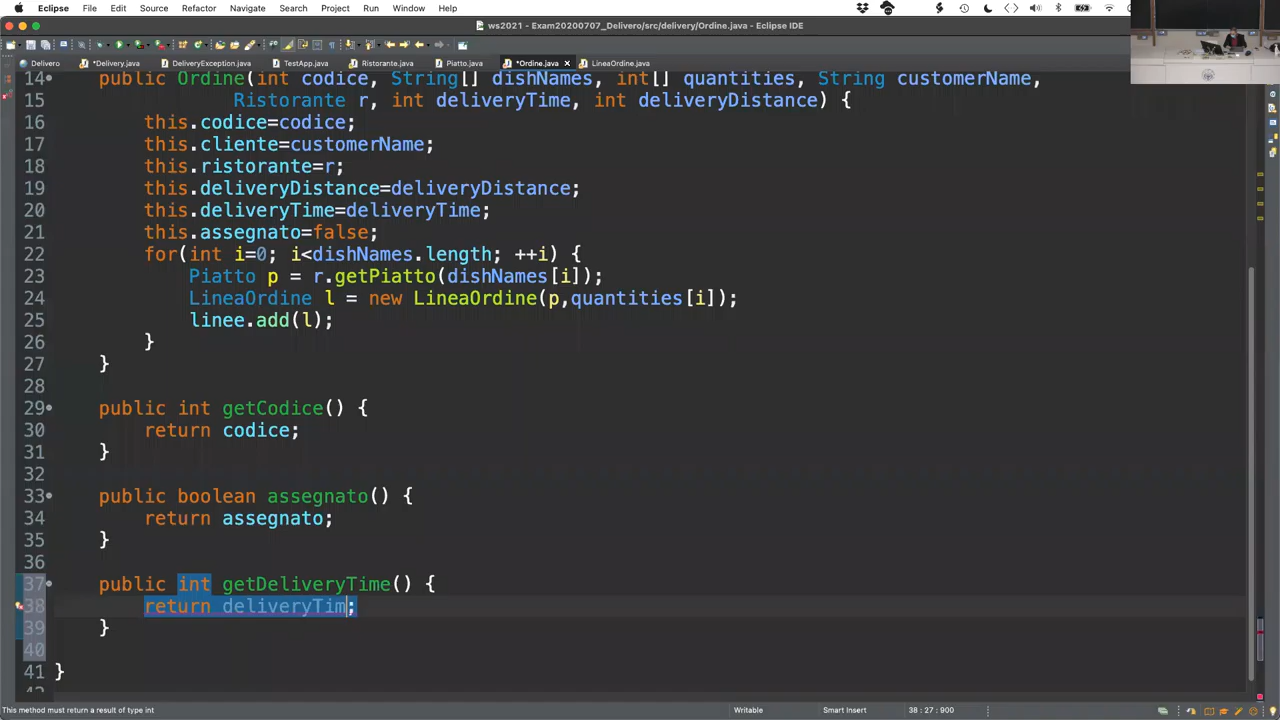 Eclipse File Edit Source Refactor Navigate Search Project Run Window Help
ws2021 - Exam20200707_Delivero/src/delivery/Ordine.java - Eclipse IDE
Delivero *Delivery.java DeliveryException.java TestApp.java Ristorante.java Piatto.java *Ordine.java LineaOrdine.java
14 public Ordine(int codice, String[] dishNames, int[] quantities, String customerName,
15 Ristorante r, int deliveryTime, int deliveryDistance) {
16 this.codice=codice;
17 this.cliente=customerName;
18 this.ristorante=r;
19 this.deliveryDistance=deliveryDistance;
20 this.deliveryTime=deliveryTime;
21 this.assegnato=false;
22 for(int i=0; i<dishNames.length; ++i) {
23 Piatto p = r.getPiatto(dishNames[i]);
24 LineaOrdine l = new LineaOrdine(p,quantities[i]);
25 linee.add(l);
26 }
27 }
28
29 public int getCodice() {
30 return codice;
31 }
32
33 public boolean assegnato() {
34 return assegnato;
35 }
36
37 public int getDeliveryTime() {
38 return deliveryTim;
39 }
40
41 }
42
This method must return a result of type int Writable Smart Insert 38 : 27 : 900